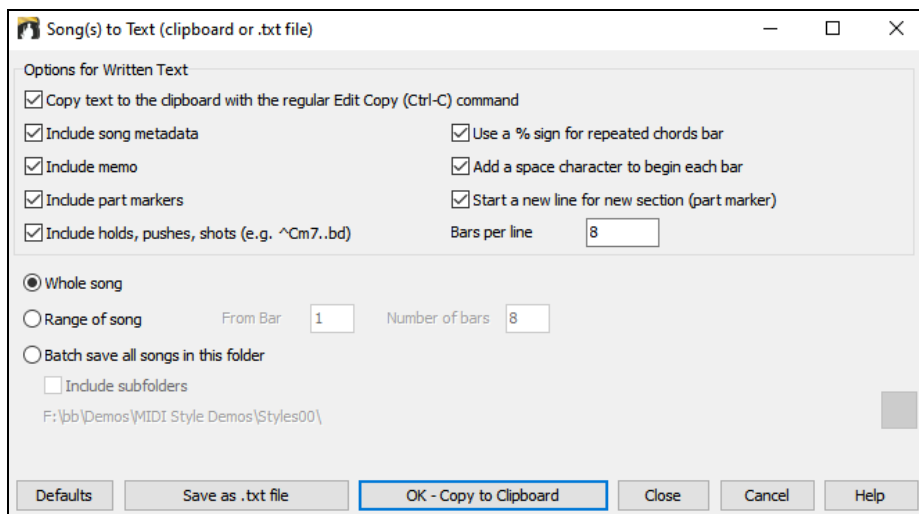 Song(s) to Text (clipboard or .txt file)
Options for Written Text
Copy text to the clipboard with the regular Edit Copy (Ctrl-C) command
Include song metadata
Use a % sign for repeated chords bar
Include memo
Add a space character to begin each bar
Include part markers
Start a new line for new section (part marker)
Include holds, pushes, shots (e.g. ^Cm7..bd)
Bars per line 8
Whole song
Range of song From Bar 1 Number of bars 8
Batch save all songs in this folder
Include subfolders
F:\bb\Demos\MIDI Style Demos\Styles00\
Defaults Save as .txt file OK - Copy to Clipboard Close Cancel Help